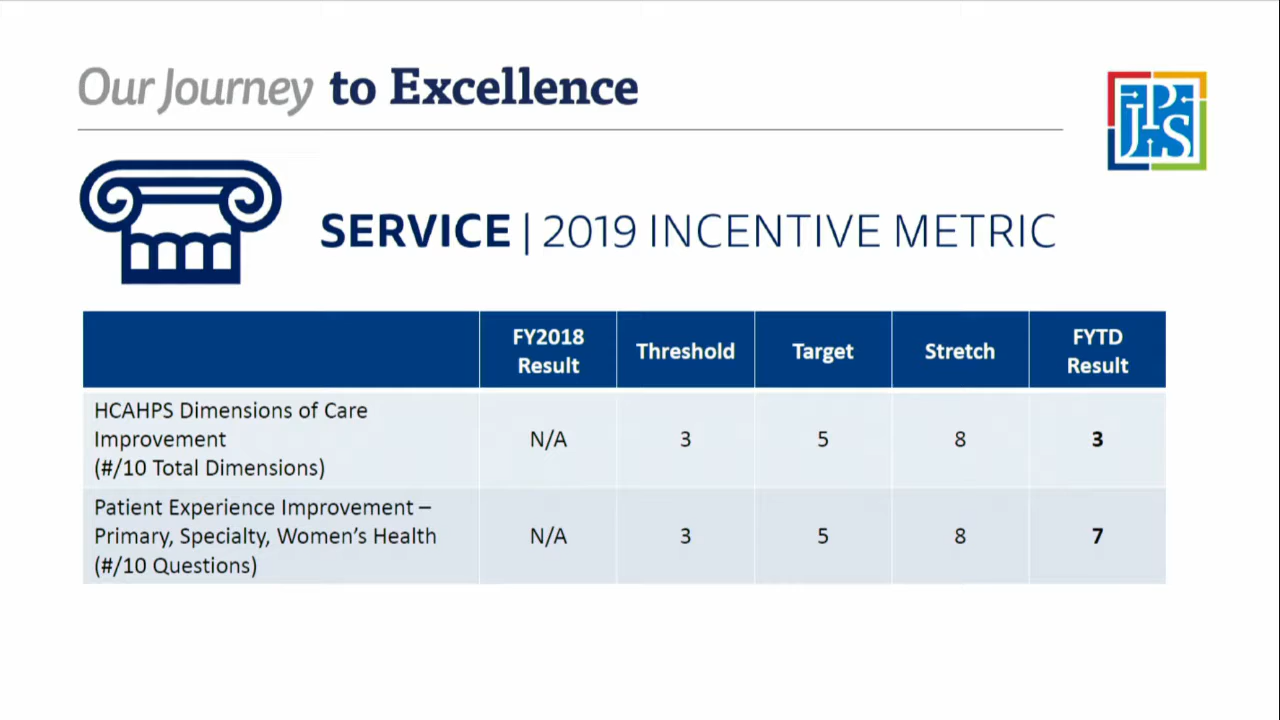 Our Journey to Excellence
JPS
SERVICE | 2019 INCENTIVE METRIC
FY2018 Result
Threshold
Target
Stretch
FYTD Result
HCAHPS Dimensions of Care
Improvement
(#/10 Total Dimensions)
N/A
3
5
8
3
Patient Experience Improvement –
Primary, Specialty, Women’s Health
(#/10 Questions)
N/A
3
5
8
7